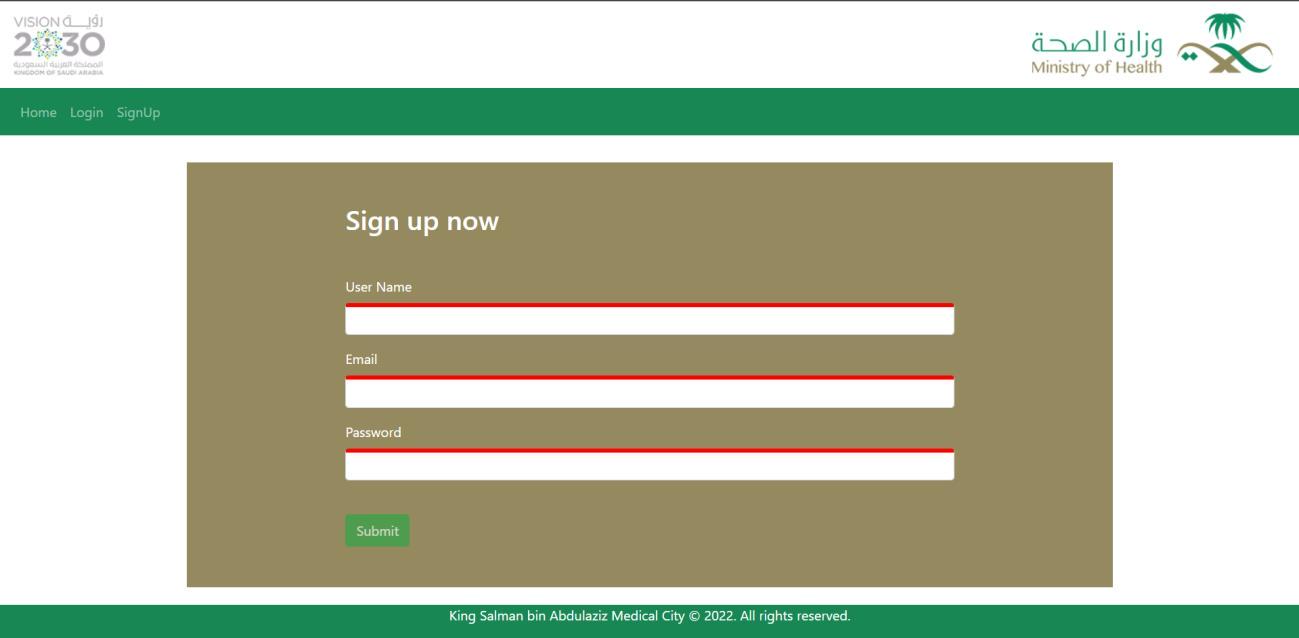 VISION رؤيــة
2030
المملكة العربية السعودية
KINGDOM OF SAUDI ARABIA
وزارة الصحة
Ministry of Health
Home Login SignUp
Sign up now
User Name
Email
Password
Submit
King Salman bin Abdulaziz Medical City © 2022. All rights reserved.